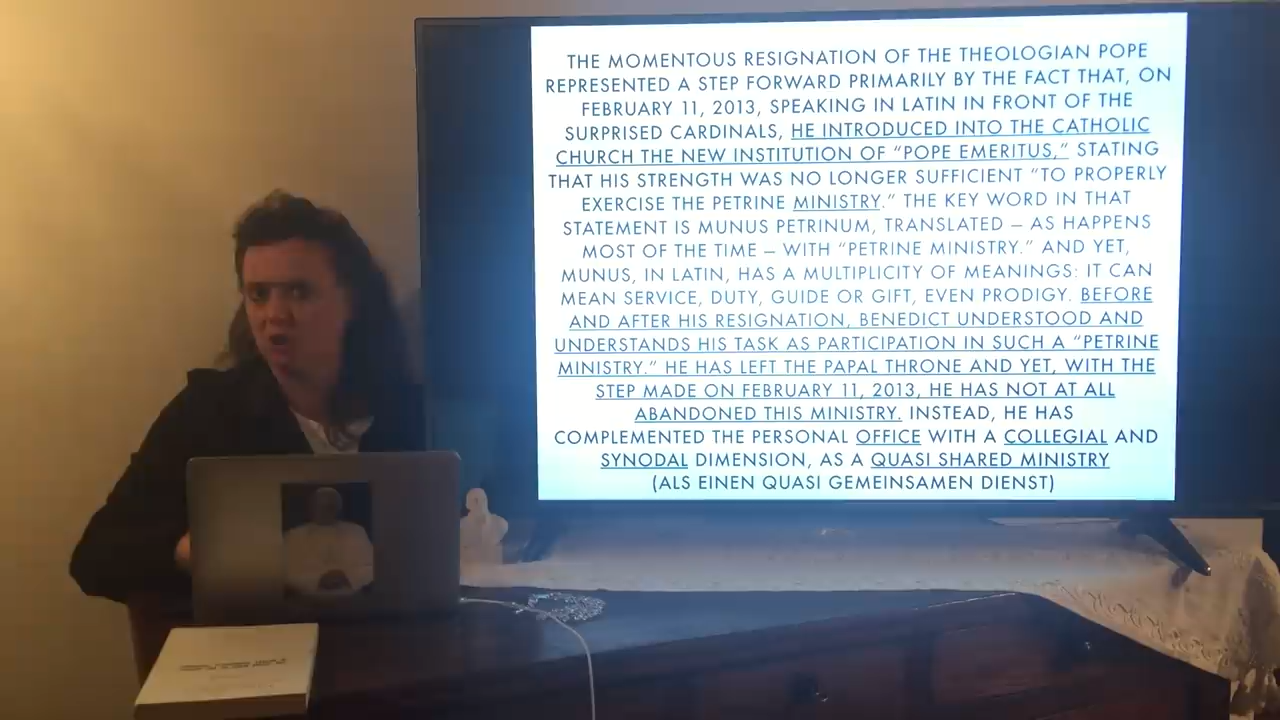 THE MOMENTOUS RESIGNATION OF THE THEOLOGIAN POPE
REPRESENTED A STEP FORWARD PRIMARILY BY THE FACT THAT, ON
FEBRUARY 11, 2013, SPEAKING IN LATIN IN FRONT OF THE
SURPRISED CARDINALS, HE INTRODUCED INTO THE CATHOLIC
CHURCH THE NEW INSTITUTION OF “POPE EMERITUS,” STATING
THAT HIS STRENGTH WAS NO LONGER SUFFICIENT “TO PROPERLY
EXERCISE THE PETRINE MINISTRY.” THE KEY WORD IN THAT
STATEMENT IS MUNUS PETRINUM, TRANSLATED – AS HAPPENS
MOST OF THE TIME – WITH “PETRINE MINISTRY.” AND YET,
MUNUS, IN LATIN, HAS A MULTIPLICITY OF MEANINGS: IT CAN
MEAN SERVICE, DUTY, GUIDE OR GIFT, EVEN PRODIGY. BEFORE
AND AFTER HIS RESIGNATION, BENEDICT UNDERSTOOD AND
UNDERSTANDS HIS TASK AS PARTICIPATION IN SUCH A “PETRINE
MINISTRY.” HE HAS LEFT THE PAPAL THRONE AND YET, WITH THE
STEP MADE ON FEBRUARY 11, 2013, HE HAS NOT AT ALL
ABANDONED THIS MINISTRY. INSTEAD, HE HAS
COMPLEMENTED THE PERSONAL OFFICE WITH A COLLEGIAL AND
SYNODAL DIMENSION, AS A QUASI SHARED MINISTRY
(ALS EINEN QUASI GEMEINSAMEN DIENST)